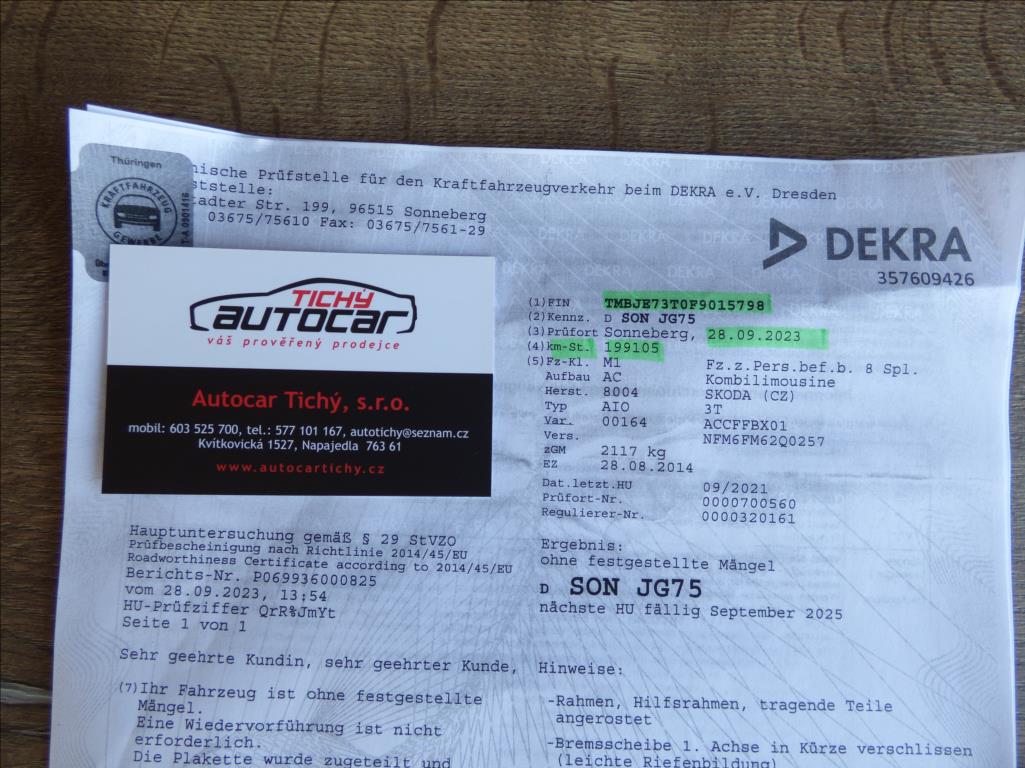 Thüringen
KRAFTFAHRZEUG
GEWERBE
nische Prüfstelle für den Kraftfahrzeugverkehr beim DEKRA e.V. Dresden
ststelle:
tadter Str. 199, 96515 Sonneberg
03675/75610 Fax: 03675/7561-29
DEKRA
357609426
TICHÝ
AUTOCAR
váš prověřený prodejce
Autocar Tichý, s.r.o.
mobil: 603 525 700, tel.: 577 101 167, autotichy@seznam.cz
Kvítkovická 1527, Napajedla 763 61
www.autocartichy.cz
(1)FIN TMBJE73T0F9015798
(2)Kennz. D SON JG75
(3)Prüfort Sonneberg, 28.09.2023
(4)km-St. 199105
(5)Fz-Kl. M1 Fz.z.Pers.bef.b. 8 Spl.
Aufbau AC Kombilimousine
Herst. 8004 SKODA (CZ)
Typ AIO 3T
Var. 00164 ACCFFBX01
Vers. NFM6FM62Q0257
zGM 2117 kg
EZ 28.08.2014
Dat.letzt.HU 09/2021
Prüfort-Nr. 0000700560
Regulierer-Nr. 0000320161
Hauptuntersuchung gemäß § 29 StVZO
Prüfbescheinigung nach Richtlinie 2014/45/EU
Roadworthiness Certificate according to 2014/45/EU
Berichts-Nr. P069936000825
vom 28.09.2023, 13:54
HU-Prüfziffer QrR%JmYt
Seite 1 von 1
Ergebnis:
ohne festgestellte Mängel
D SON JG75
nächste HU fällig September 2025
Sehr geehrte Kundin, sehr geehrter Kunde,
(7)Ihr Fahrzeug ist ohne festgestellte
Mängel.
Eine Wiedervorführung ist nicht
erforderlich.
Die Plakette wurde zugeteilt und
Hinweise:
-Rahmen, Hilfsrahmen, tragende Teile
angerostet
-Bremsscheibe 1. Achse in Kürze verschlissen
(leichte Riefenbildung)